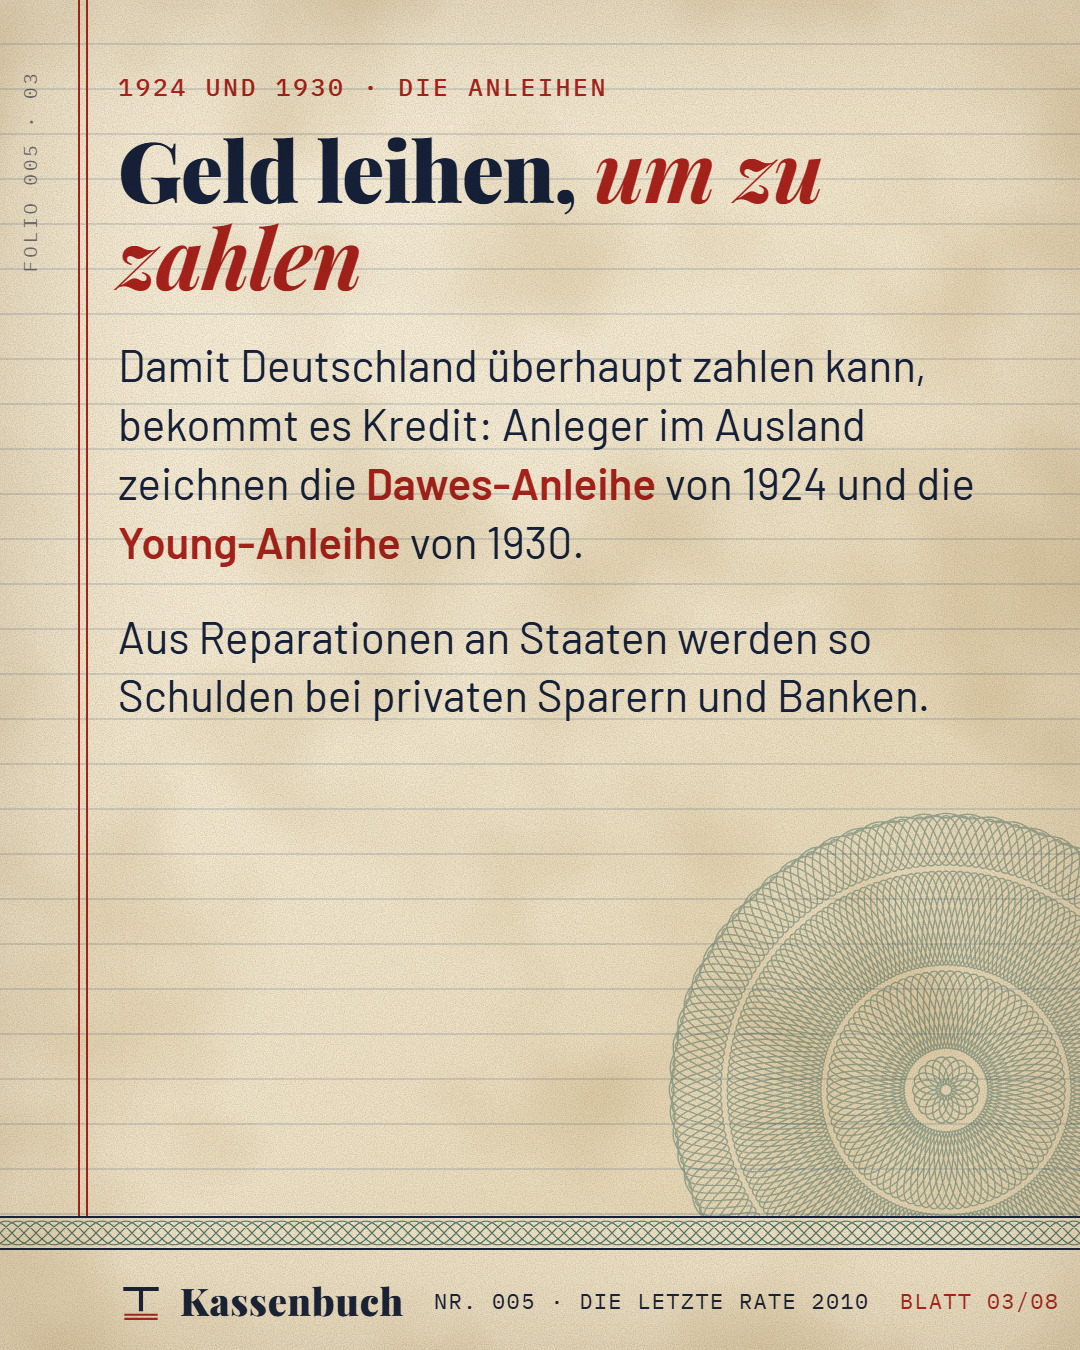 FOLIO 005 · 03
1924 UND 1930 · DIE ANLEIHEN
Geld leihen, um zu
zahlen
Damit Deutschland überhaupt zahlen kann,
bekommt es Kredit: Anleger im Ausland
zeichnen die Dawes-Anleihe von 1924 und die
Young-Anleihe von 1930.
Aus Reparationen an Staaten werden so
Schulden bei privaten Sparern und Banken.
Kassenbuch NR. 005 · DIE LETZTE RATE 2010 BLATT 03/08